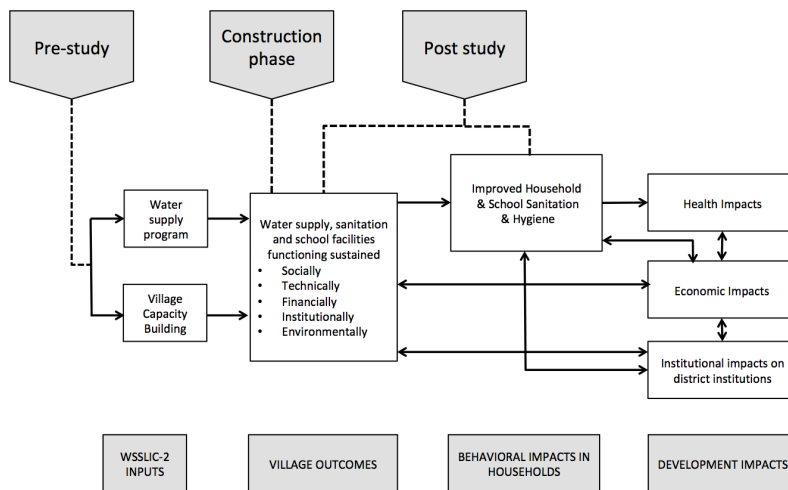 Pre-study
Construction
phase
Post study
Water
supply
program
Village
Capacity
Building
Water supply, sanitation
and school facilities
functioning sustained
• Socially
• Technically
• Financially
• Institutionally
• Environmentally
Improved Household
& School Sanitation
& Hygiene
Health Impacts
Economic Impacts
Institutional impacts on
district institutions
WSSLIC-2
INPUTS
VILLAGE OUTCOMES
BEHAVIORAL IMPACTS IN
HOUSEHOLDS
DEVELOPMENT IMPACTS